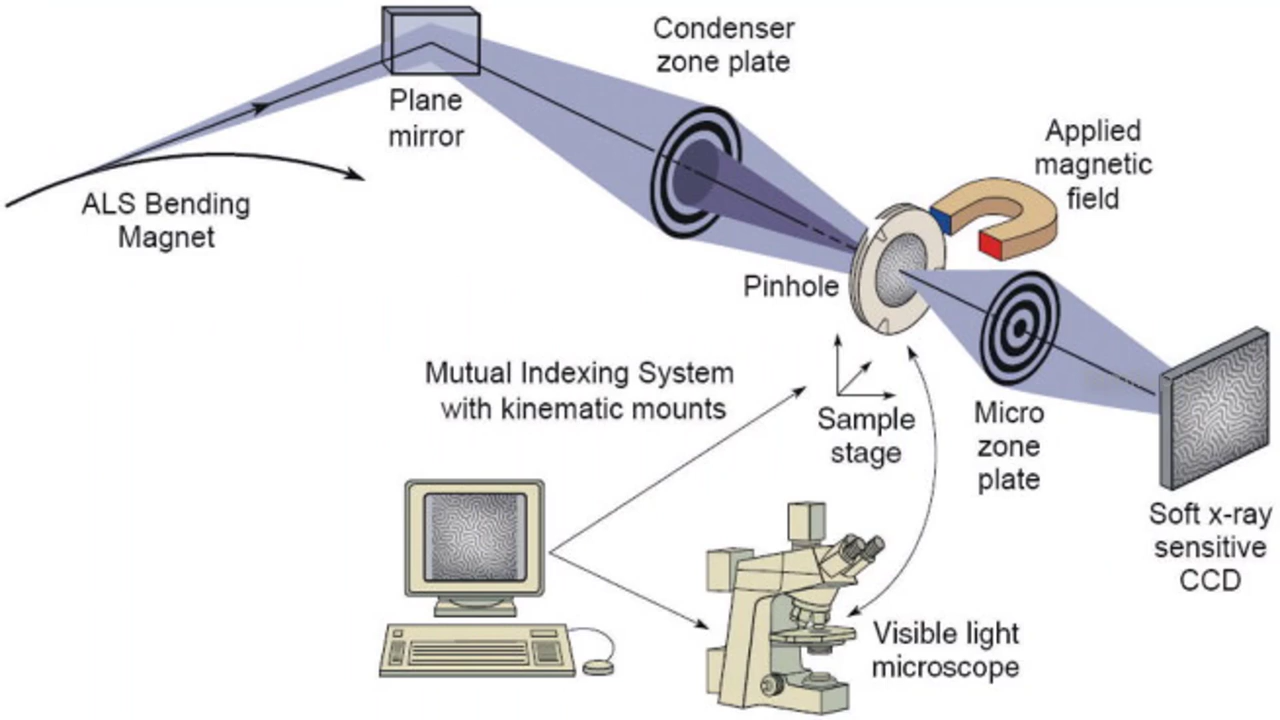 Condenser
zone plate
Plane
mirror
Applied
magnetic
field
ALS Bending
Magnet
Pinhole
Mutual Indexing System
with kinematic mounts
Sample
stage
Micro
zone
plate
Soft x-ray
sensitive
CCD
Visible light
microscope